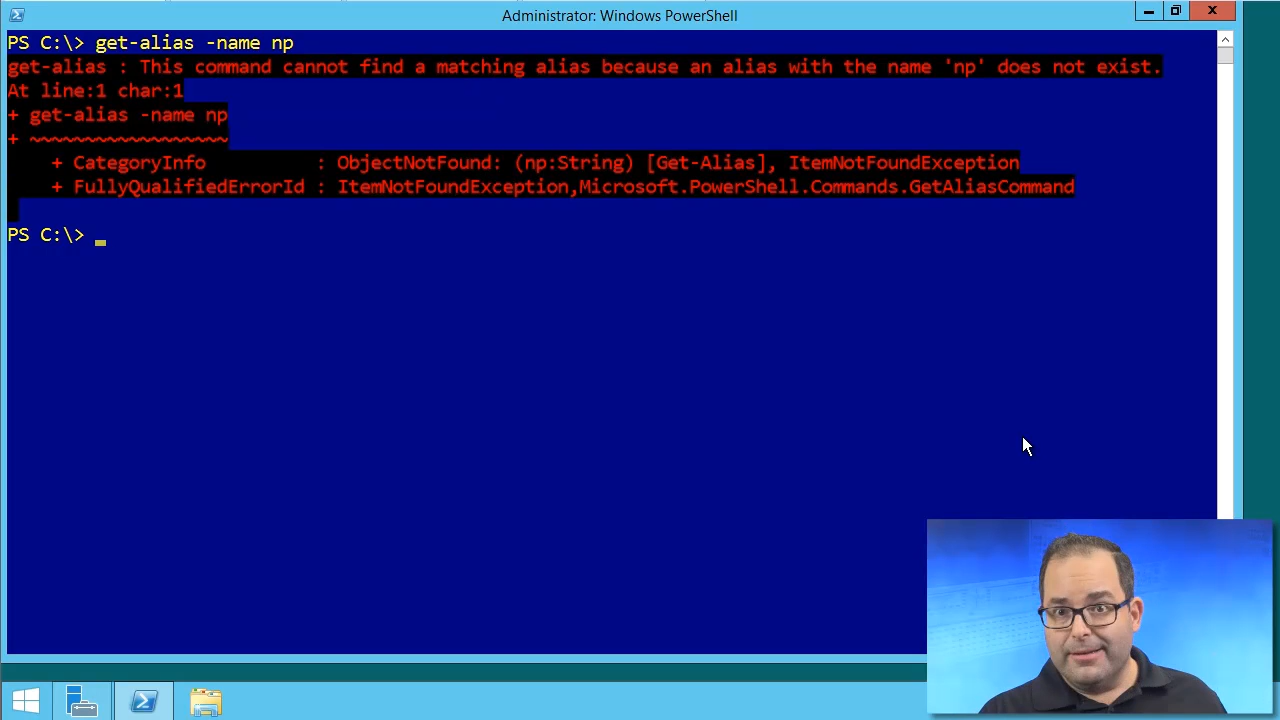 Administrator: Windows PowerShell
PS C:\> get-alias -name np
get-alias : This command cannot find a matching alias because an alias with the name 'np' does not exist.
At line:1 char:1
+ get-alias -name np
+ ~~~~~~~~~~~~~~~~~~
+ CategoryInfo : ObjectNotFound: (np:String) [Get-Alias], ItemNotFoundException
+ FullyQualifiedErrorId : ItemNotFoundException,Microsoft.PowerShell.Commands.GetAliasCommand
PS C:\>